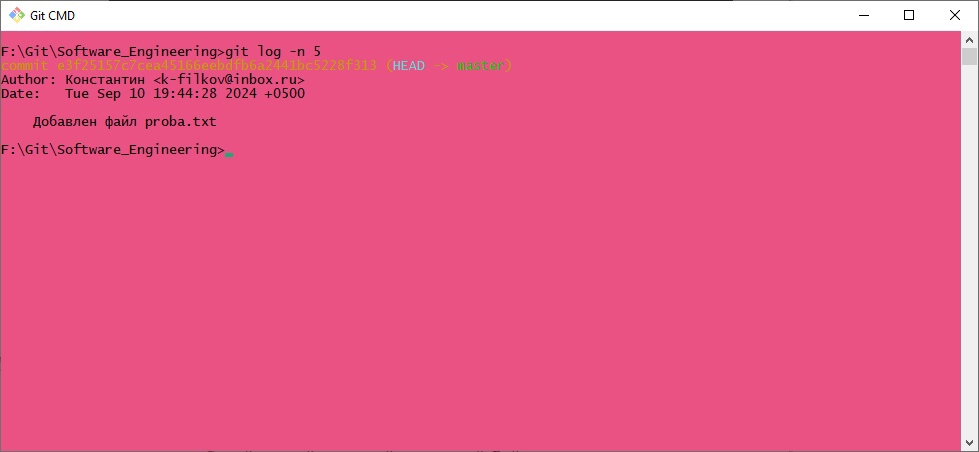 Git CMD
F:\Git\Software_Engineering>git log -n 5
commit e3f25157c7cea45166eebdfb6a2441bc5228f313 (HEAD -> master)
Author: Константин <k-filkov@inbox.ru>
Date:   Tue Sep 10 19:44:28 2024 +0500
Добавлен файл proba.txt
F:\Git\Software_Engineering>